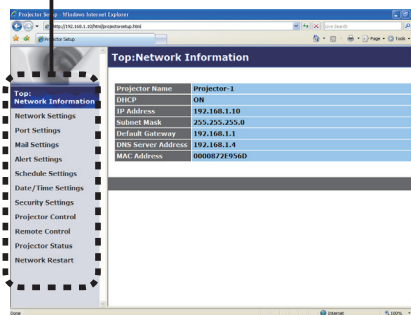 Projector Setup - Windows Internet Explorer
http://192.168.1.10/html/projectorsetup.html
Live Search
Projector Setup
Page
Tools
Top:Network Information
Top:
Network Information
Network Settings
Port Settings
Mail Settings
Alert Settings
Schedule Settings
Date/Time Settings
Security Settings
Projector Control
Remote Control
Projector Status
Network Restart
Projector Name Projector-1
DHCP ON
IP Address 192.168.1.10
Subnet Mask 255.255.255.0
Default Gateway 192.168.1.1
DNS Server Address 192.168.1.4
MAC Address 0000872E956D
Done
Internet
100%